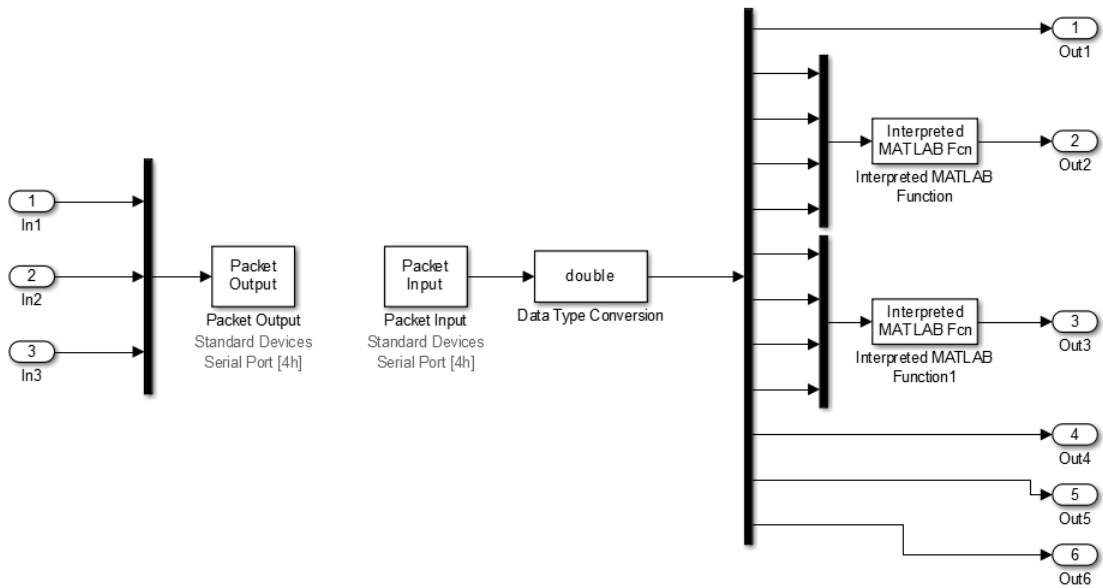 1
In1
2
In2
3
In3
Packet
Output
Packet Output
Standard Devices
Serial Port [4h]
Packet
Input
Packet Input
Standard Devices
Serial Port [4h]
double
Data Type Conversion
Interpreted
MATLAB Fcn
Interpreted MATLAB
Function
Interpreted
MATLAB Fcn
Interpreted MATLAB
Function1
1
Out1
2
Out2
3
Out3
4
Out4
5
Out5
6
Out6